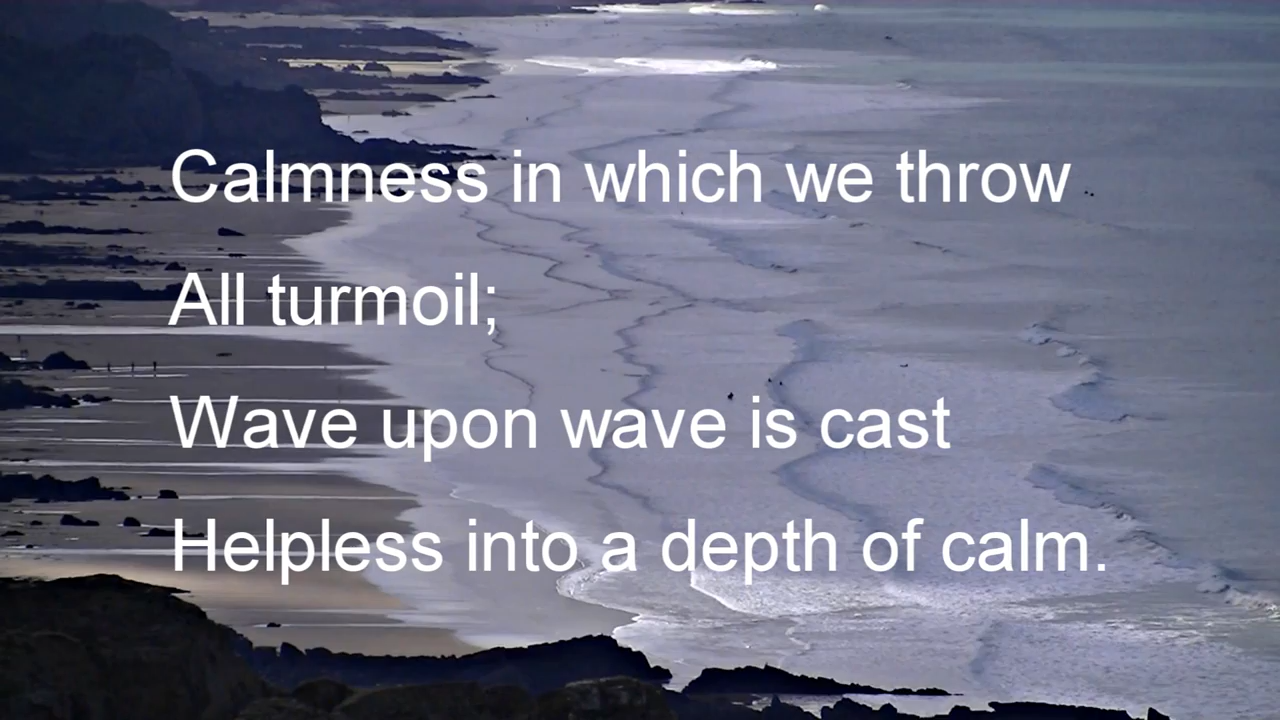 Calmness in which we throw
All turmoil;
Wave upon wave is cast
Helpless into a depth of calm.